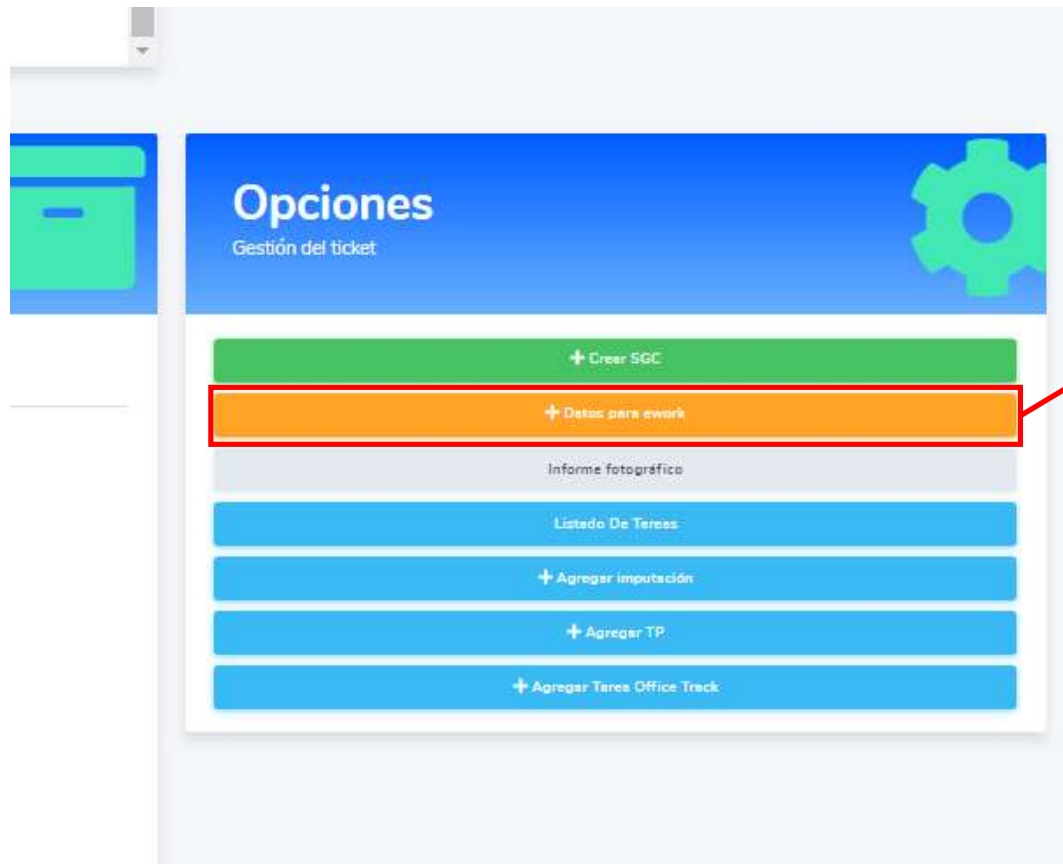 Opciones
Gestión del ticket
+ Crear SGC
+ Datos para ework
Informe fotográfico
Listado De Tareas
+ Agregar imputación
+ Agregar TP
+ Agregar Tarea Office Track